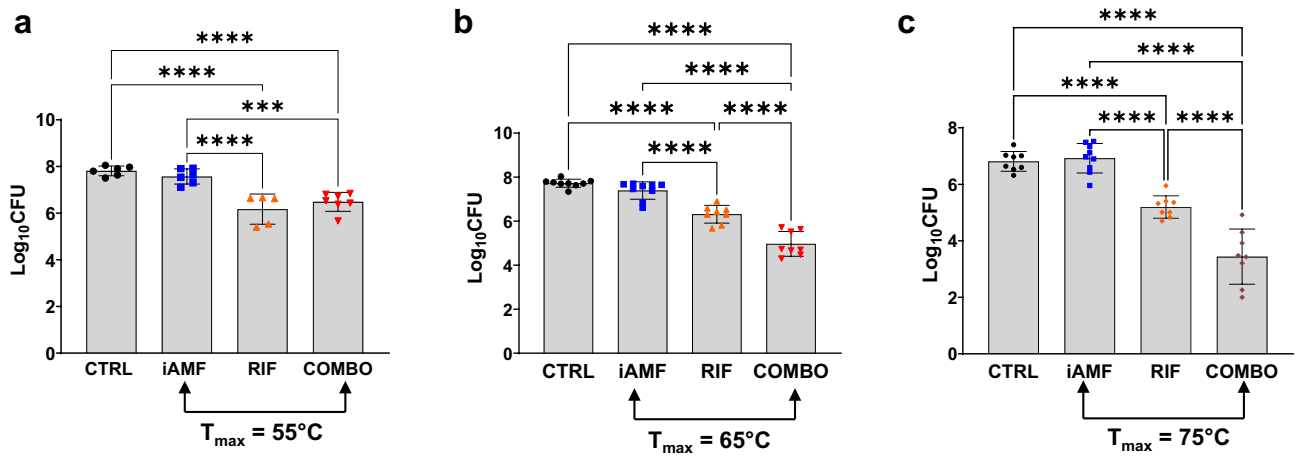 a
****
****
***
****
Log10CFU
10
8
6
4
2
0
CTRL iAMF RIF COMBO
Tmax = 55°C
b
****
****
**** ****
****
Log10CFU
10
8
6
4
2
0
CTRL iAMF RIF COMBO
Tmax = 65°C
c
****
****
****
**** ****
Log10CFU
8
6
4
2
0
CTRL iAMF RIF COMBO
Tmax = 75°C